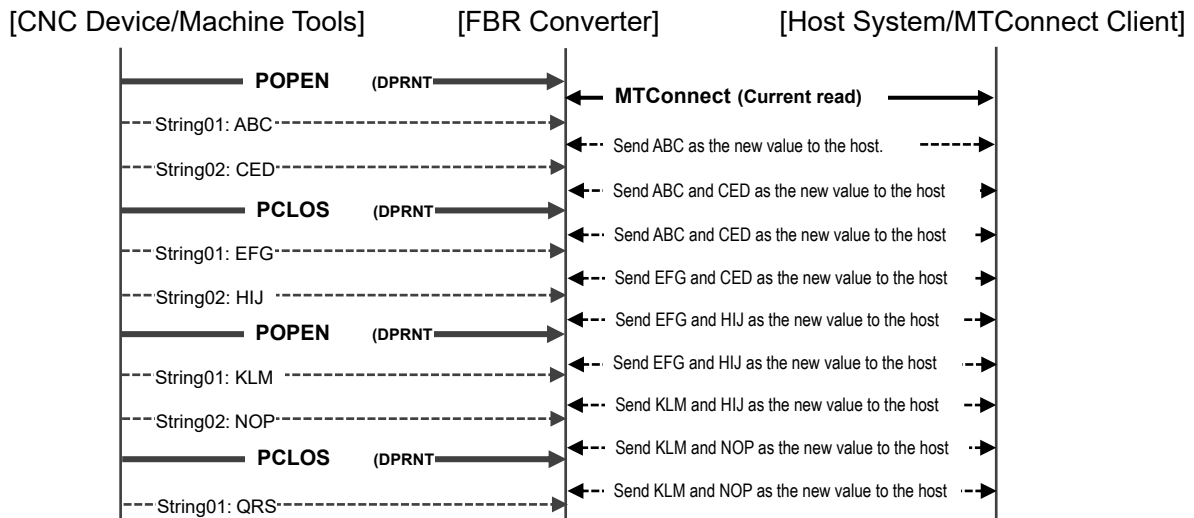 [CNC Device/Machine Tools] [FBR Converter] [Host System/MTConnect Client]
POPEN (DPRNT
MTConnect (Current read)
String01: ABC
Send ABC as the new value to the host.
String02: CED
Send ABC and CED as the new value to the host
PCLOS (DPRNT
Send ABC and CED as the new value to the host
String01: EFG
Send EFG and CED as the new value to the host
String02: HIJ
Send EFG and HIJ as the new value to the host
POPEN (DPRNT
Send EFG and HIJ as the new value to the host
String01: KLM
Send KLM and HIJ as the new value to the host
String02: NOP
Send KLM and NOP as the new value to the host
PCLOS (DPRNT
Send KLM and NOP as the new value to the host
String01: QRS